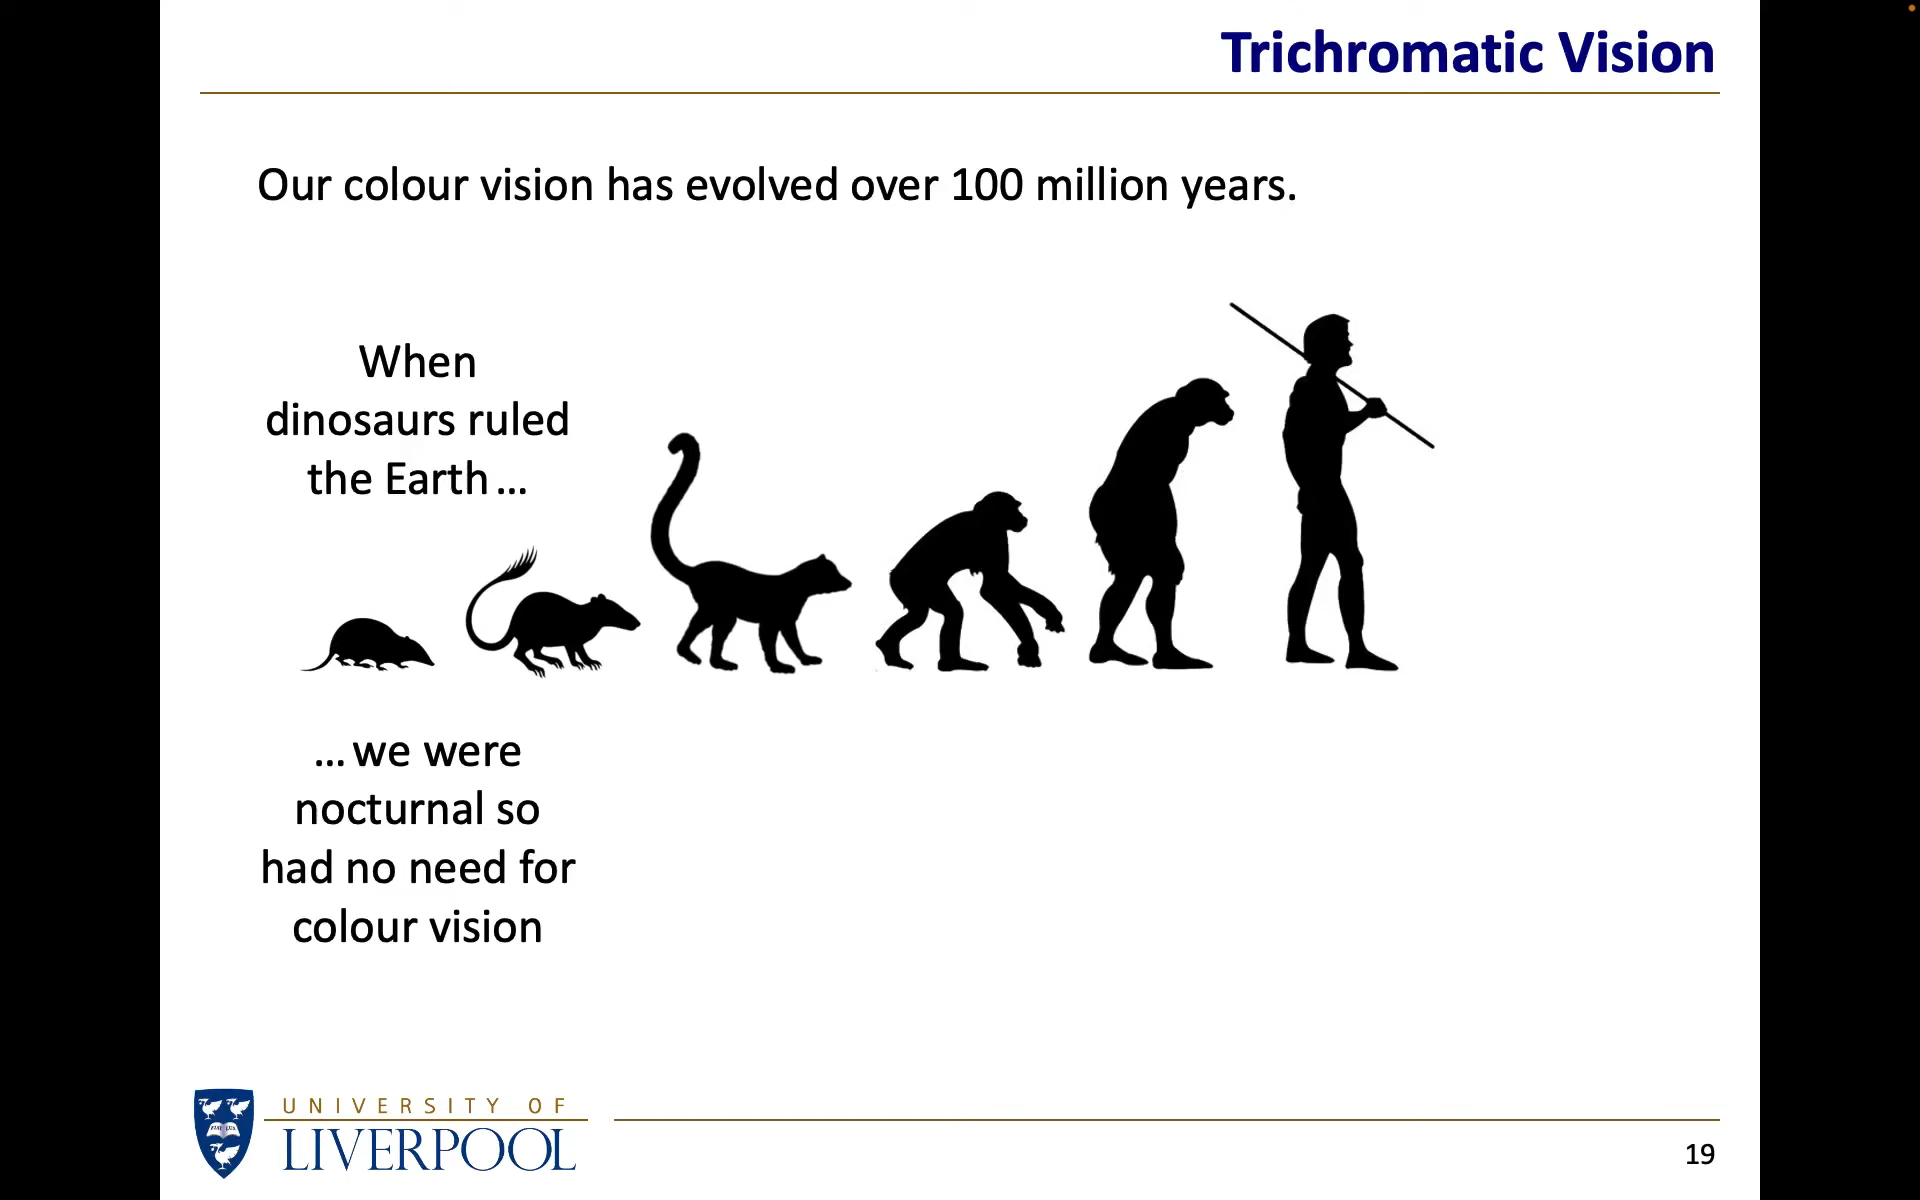 Trichromatic Vision
Our colour vision has evolved over 100 million years.
When
dinosaurs ruled
the Earth…
…we were
nocturnal so
had no need for
colour vision
UNIVERSITY OF
LIVERPOOL
19